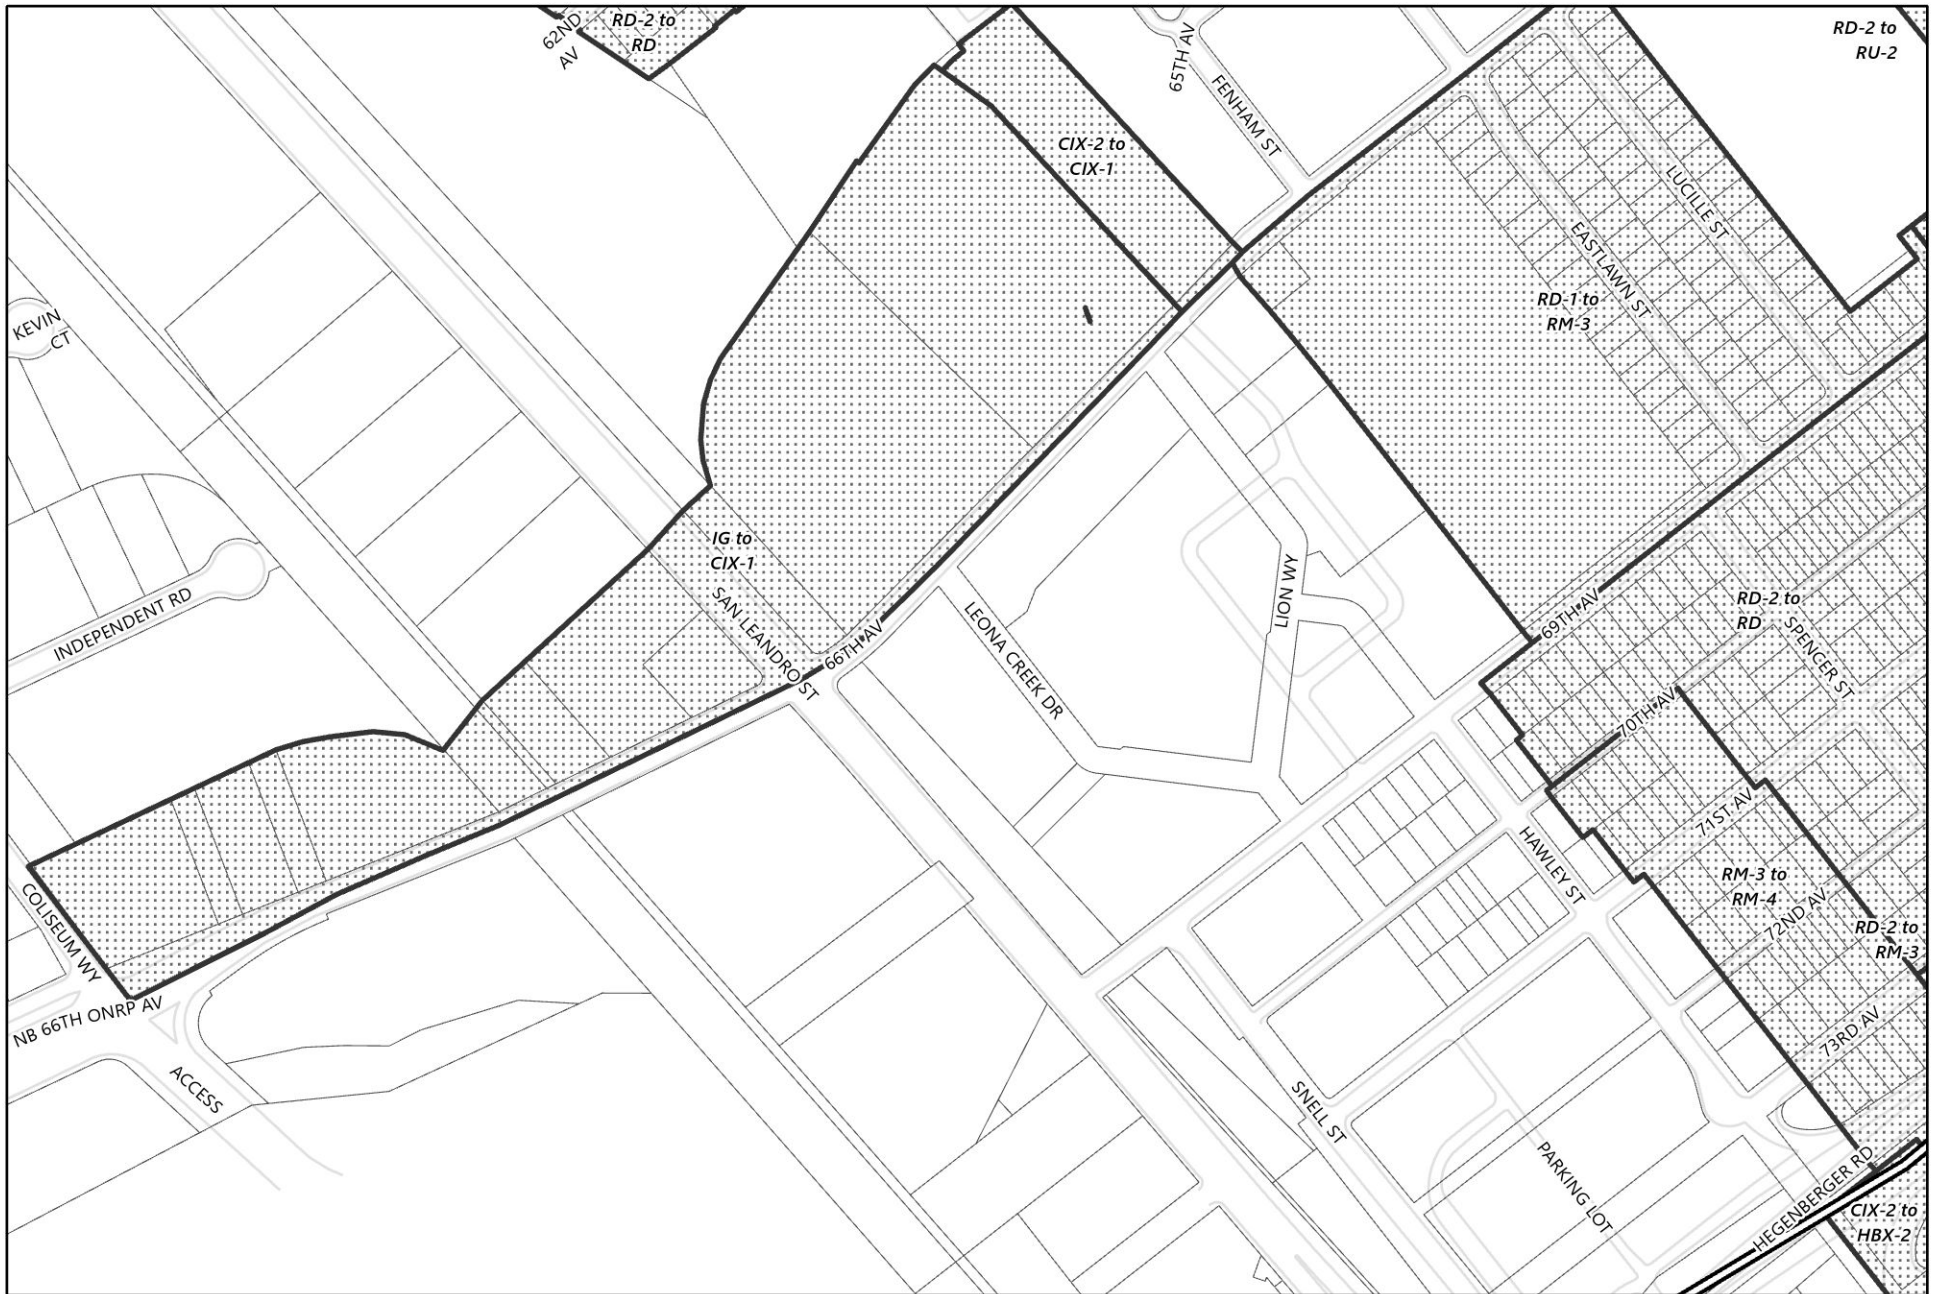 62ND
AV
RD-2 to
RD
65TH AV
FENHAM ST
RD-2 to
RU-2
CIX-2 to
CIX-1
LUCILLE ST
EASTLAWN ST
RD-1 to
RM-3
KEVIN
CT
IG to
CIX-1
SAN LEANDRO ST
66TH AV
LEONA CREEK DR
LION WY
69TH AV
RD-2 to
RD
SPENCER ST
INDEPENDENT RD
70TH AV
71ST AV
HAWLEY ST
RM-3 to
RM-4
72ND AV
RD-2 to
RM-3
COLISEUM WY
NB 66TH ONRP AV
73RD AV
ACCESS
SNELL ST
PARKING LOT
HEGENBERGER RD
CIX-2 to
HBX-2